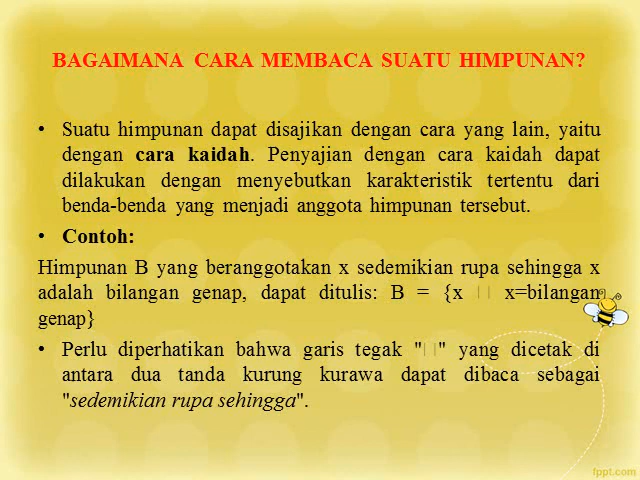 BAGAIMANA CARA MEMBACA SUATU HIMPUNAN?
• Suatu himpunan dapat disajikan dengan cara yang lain, yaitu
dengan cara kaidah. Penyajian dengan cara kaidah dapat
dilakukan dengan menyebutkan karakteristik tertentu dari
benda-benda yang menjadi anggota himpunan tersebut.
• Contoh:
Himpunan B yang beranggotakan x sedemikian rupa sehingga x
adalah bilangan genap, dapat ditulis: B = {x □□ x=bilangan
genap}
• Perlu diperhatikan bahwa garis tegak "□□" yang dicetak di
antara dua tanda kurung kurawa dapat dibaca sebagai
"sedemikian rupa sehingga".
fppt.com